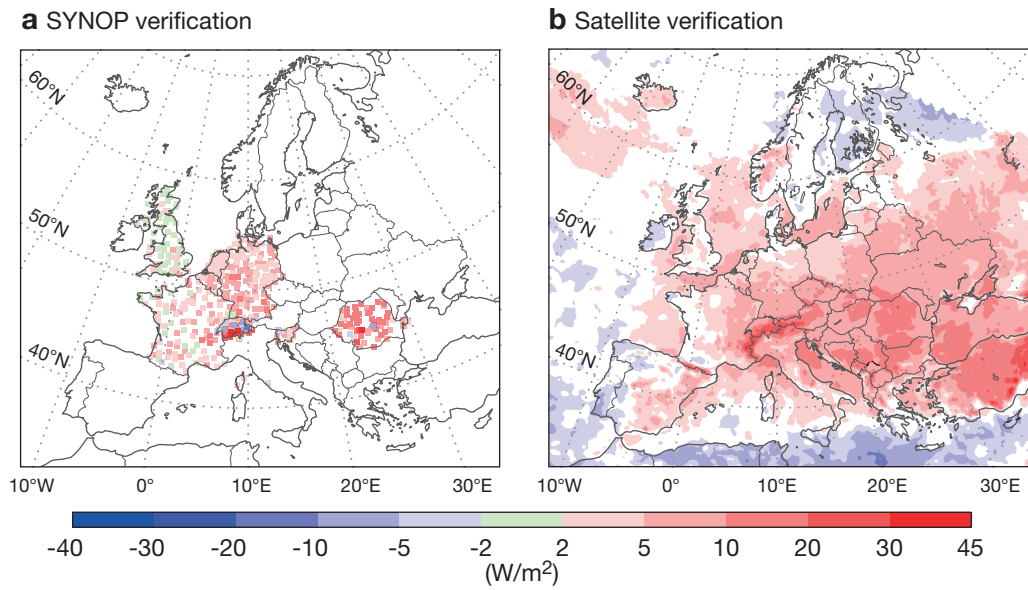 a SYNOP verification
b Satellite verification
60°N
50°N
40°N
60°N
50°N
40°N
10°W 0° 10°E 20°E 30°E
10°W 0° 10°E 20°E 30°E
-40 -30 -20 -10 -5 -2 2 5 10 20 30 45
(W/m²)